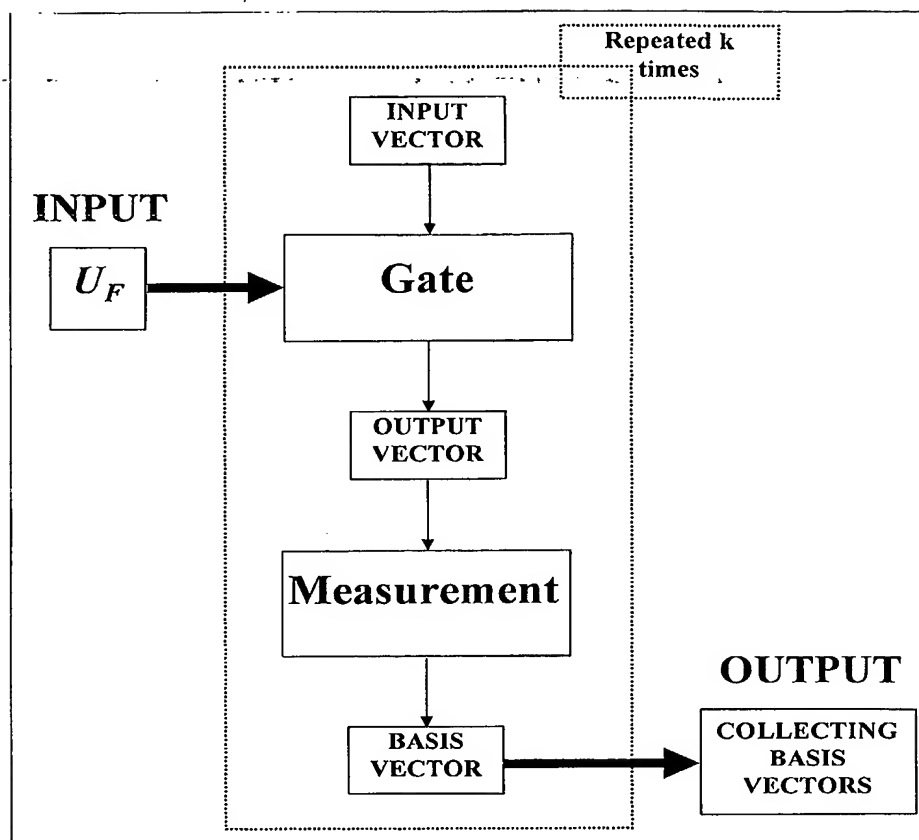 Repeated k
times
INPUT
VECTOR
INPUT
U_F
Gate
OUTPUT
VECTOR
Measurement
OUTPUT
BASIS
VECTOR
COLLECTING
BASIS
VECTORS